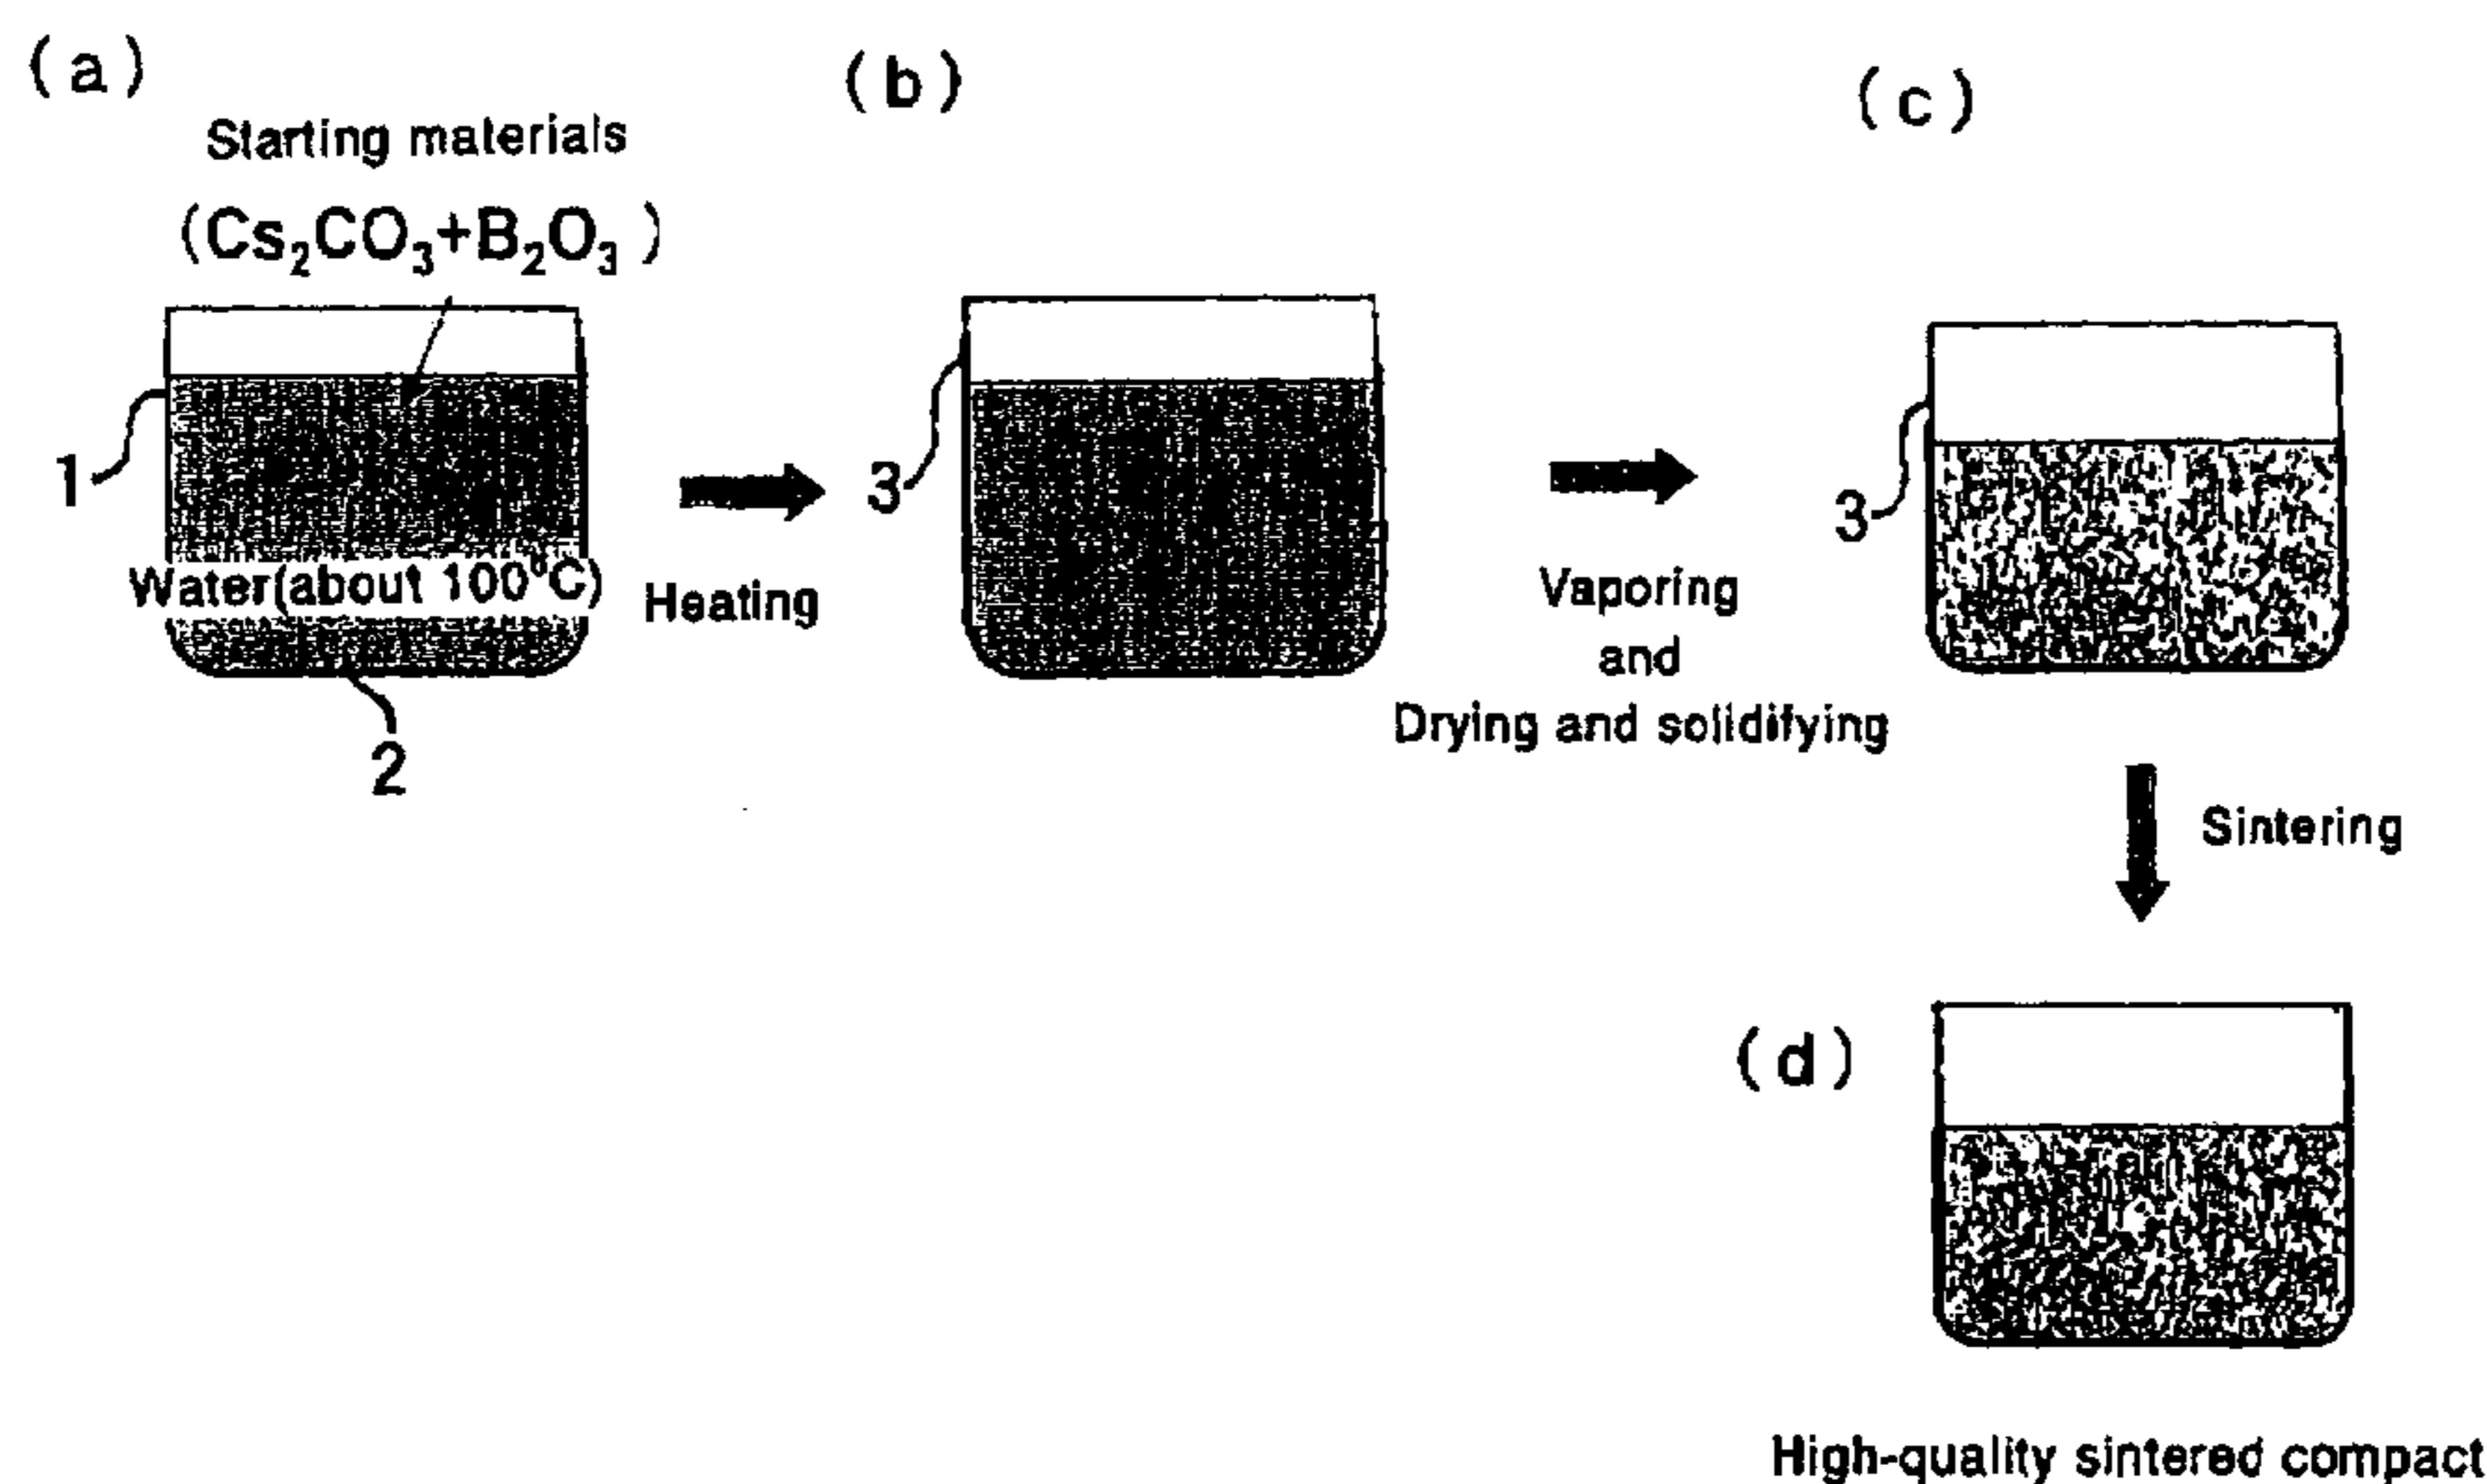 (a)
Starting materials
(Cs₂CO₃+B₂O₃)
1
Water(about 100⁰C)
2
Heating
(b)
3
Vaporing
and
Drying and solidifying
(c)
3
Sintering
(d)
High-quality sintered compact